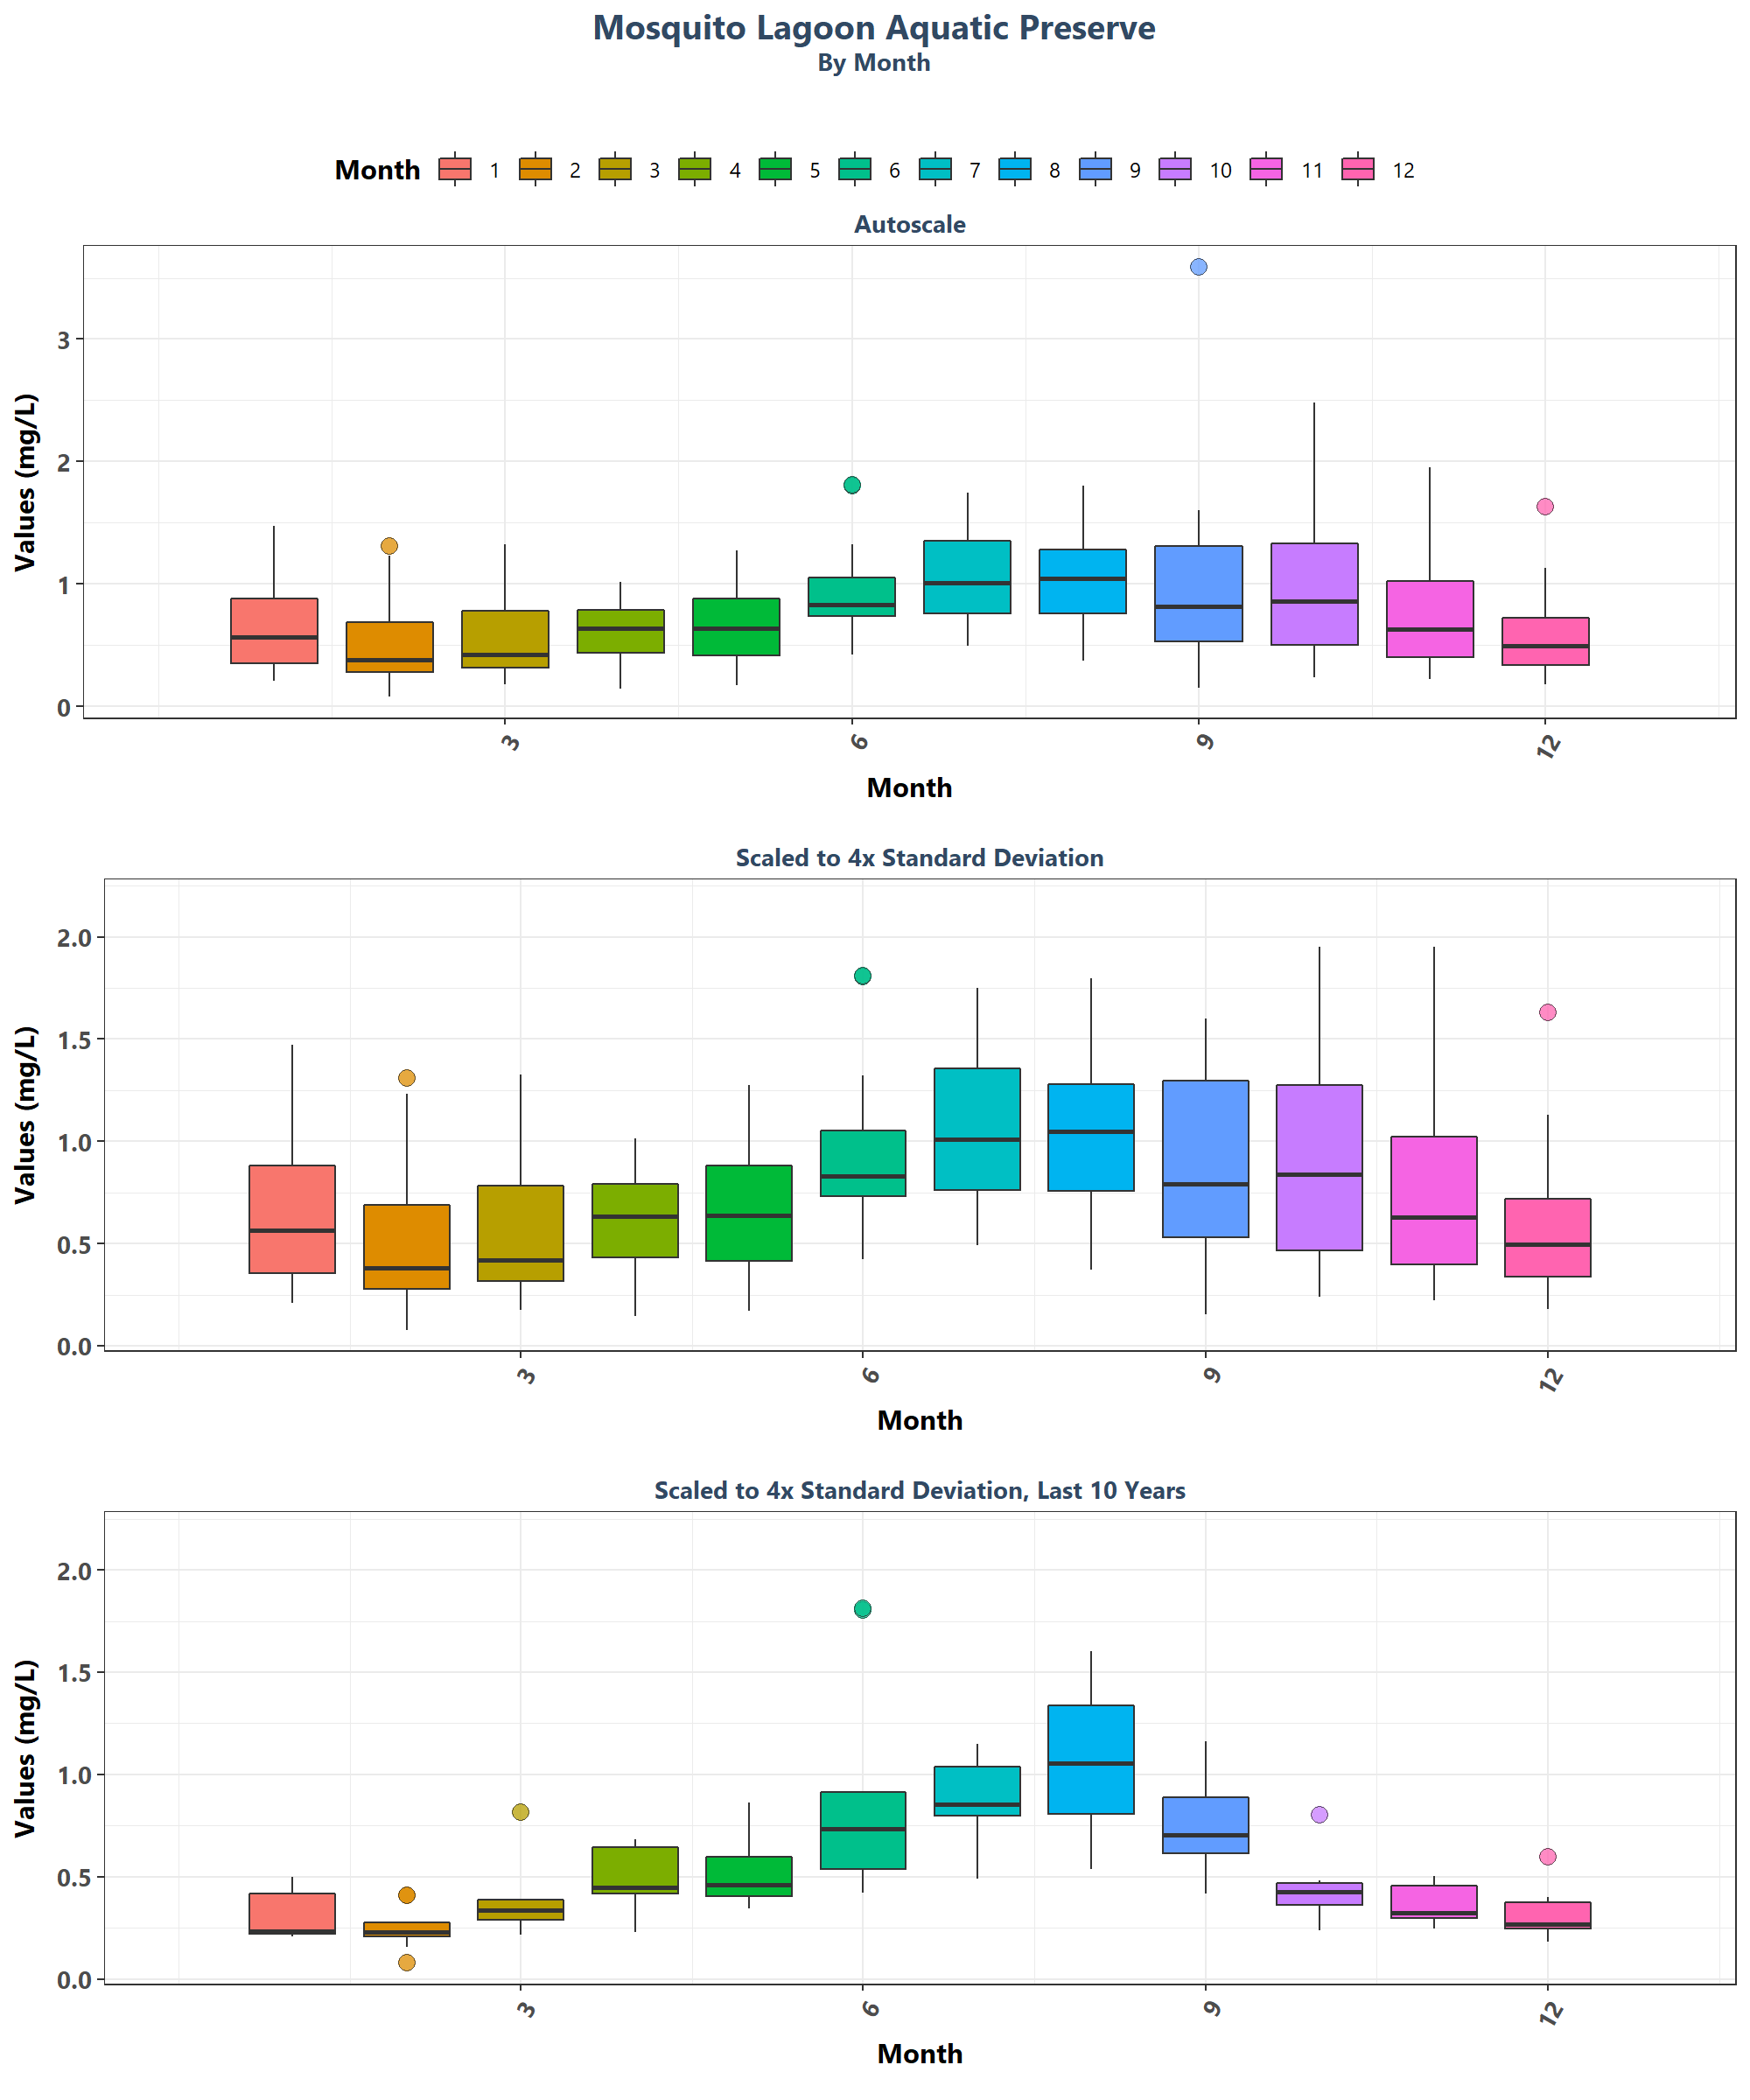 Mosquito Lagoon Aquatic Preserve
By Month
Month 1 2 3 4 5 6 7 8 9 10 11 12
Autoscale
Values (mg/L)
3
2
1
0
3 6 9 12
Month
Scaled to 4x Standard Deviation
Values (mg/L)
2.0
1.5
1.0
0.5
0.0
3 6 9 12
Month
Scaled to 4x Standard Deviation, Last 10 Years
Values (mg/L)
2.0
1.5
1.0
0.5
0.0
3 6 9 12
Month